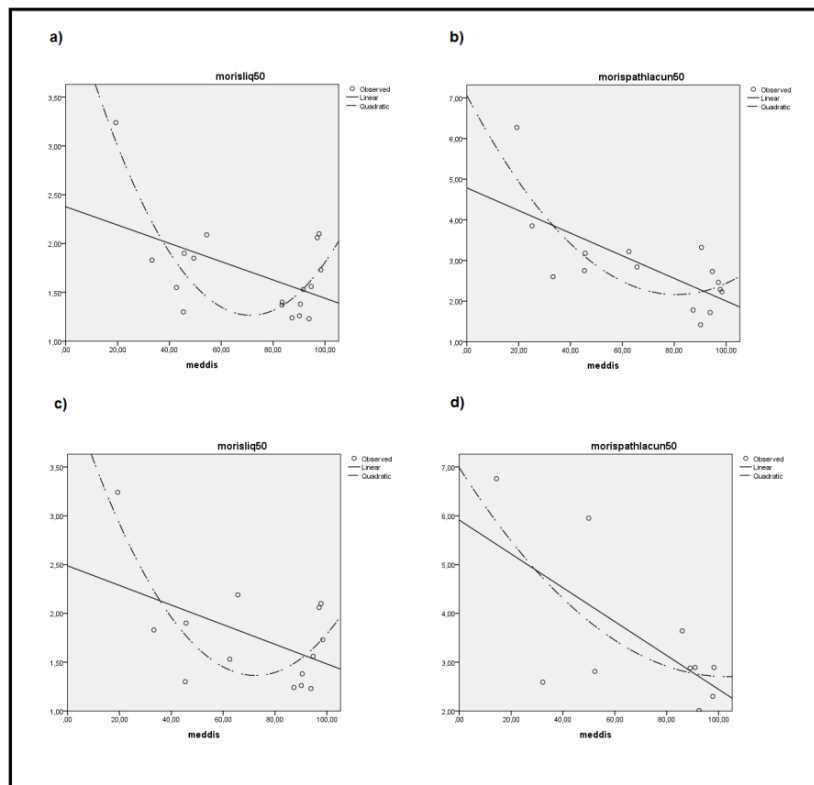 a)
morisliq50
Observed
Linear
Quadratic
3,50
3,00
2,50
2,00
1,50
1,00
,00 20,00 40,00 60,00 80,00 100,00
meddis
b)
morispathlacun50
Observed
Linear
Quadratic
7,00
6,00
5,00
4,00
3,00
2,00
1,00
,00 20,00 40,00 60,00 80,00 100,00
meddis
c)
morisliq50
Observed
Linear
Quadratic
3,50
3,00
2,50
2,00
1,50
1,00
,00 20,00 40,00 60,00 80,00 100,00
meddis
d)
morispathlacun50
Observed
Linear
Quadratic
7,00
6,00
5,00
4,00
3,00
2,00
,00 20,00 40,00 60,00 80,00 100,00
meddis